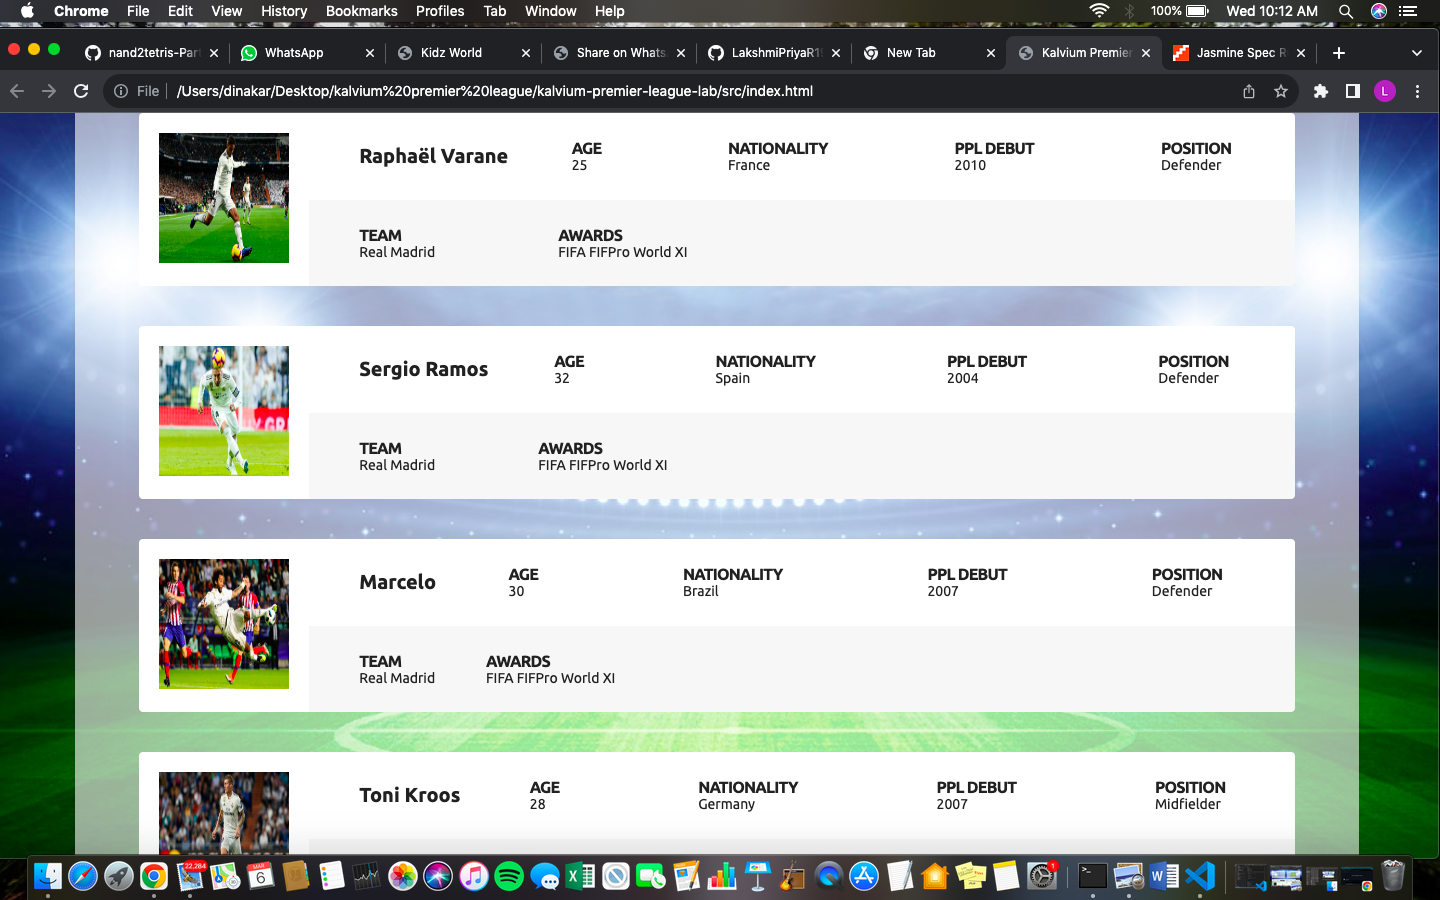 Chrome File Edit View History Bookmarks Profiles Tab Window Help 100% Wed 10:12 AM
nand2tetris-Par WhatsApp Kidz World Share on Whats LakshmiPriyaR1 New Tab Kalvium Premier Jasmine Spec R
File /Users/dinakar/Desktop/kalvium%20premier%20league/kalvium-premier-league-lab/src/index.html L
Raphaël Varane
AGE NATIONALITY PPL DEBUT POSITION
25 France 2010 Defender
TEAM AWARDS
Real Madrid FIFA FIFPro World XI
Sergio Ramos
AGE NATIONALITY PPL DEBUT POSITION
32 Spain 2004 Defender
TEAM AWARDS
Real Madrid FIFA FIFPro World XI
Marcelo
AGE NATIONALITY PPL DEBUT POSITION
30 Brazil 2007 Defender
TEAM AWARDS
Real Madrid FIFA FIFPro World XI
Toni Kroos
AGE NATIONALITY PPL DEBUT POSITION
28 Germany 2007 Midfielder
22,284
MAR
6
1